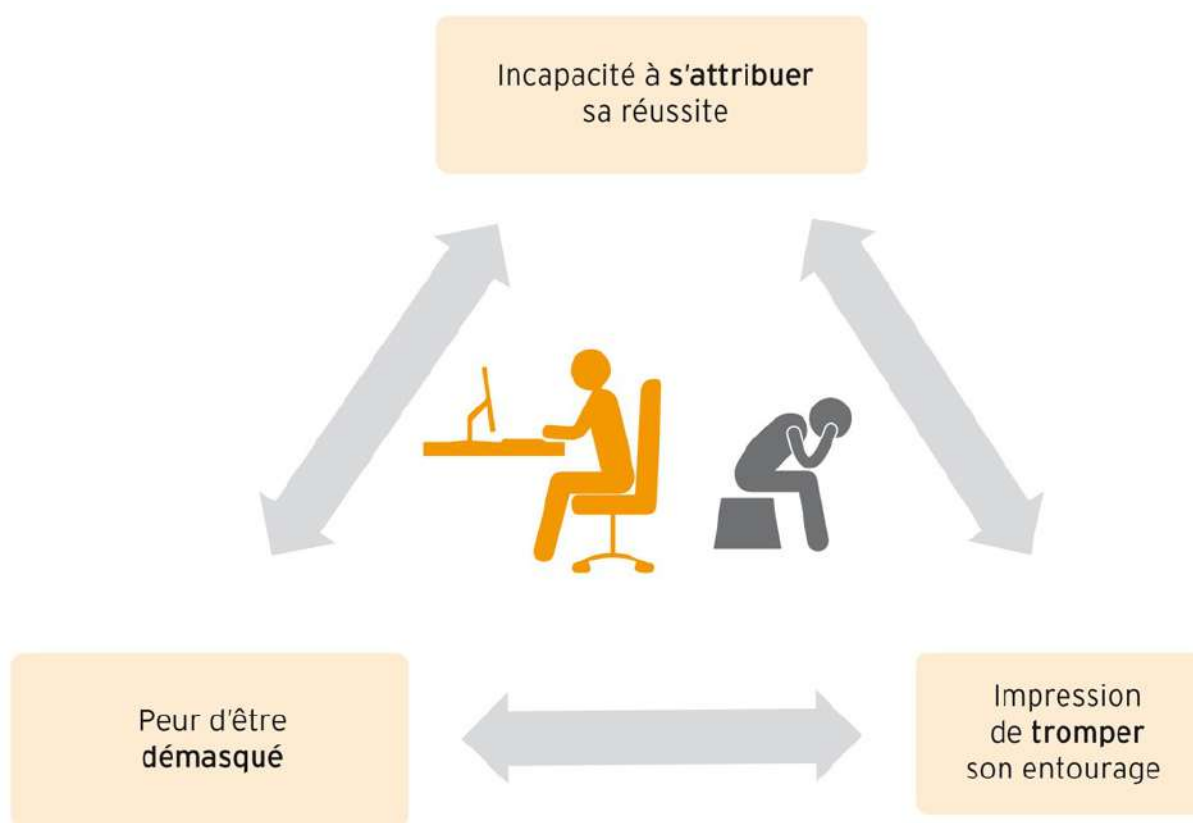 Incapacité à s'attribuer
sa réussite
Peur d'être
démasqué
Impression
de tromper
son entourage